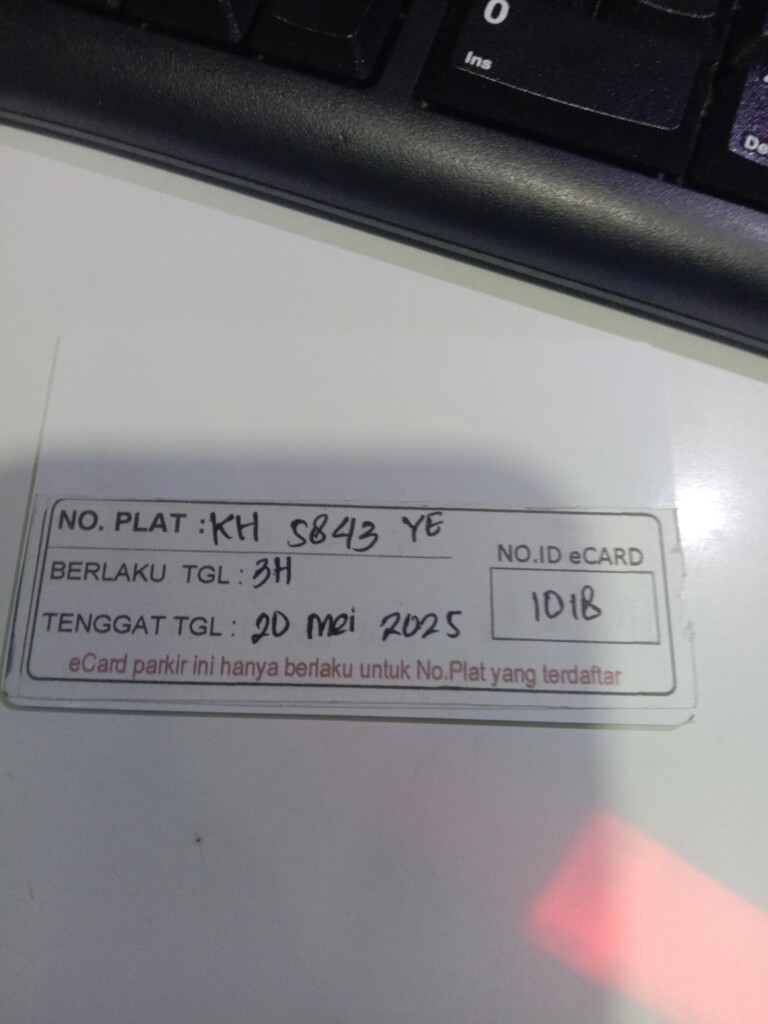 0
Ins
De
NO. PLAT : KH 5843 YE
BERLAKU TGL : 3H
TENGGAT TGL : 20 Mei 2025
NO.ID eCARD
1018
eCard parkir ini hanya berlaku untuk No.Plat yang terdaftar